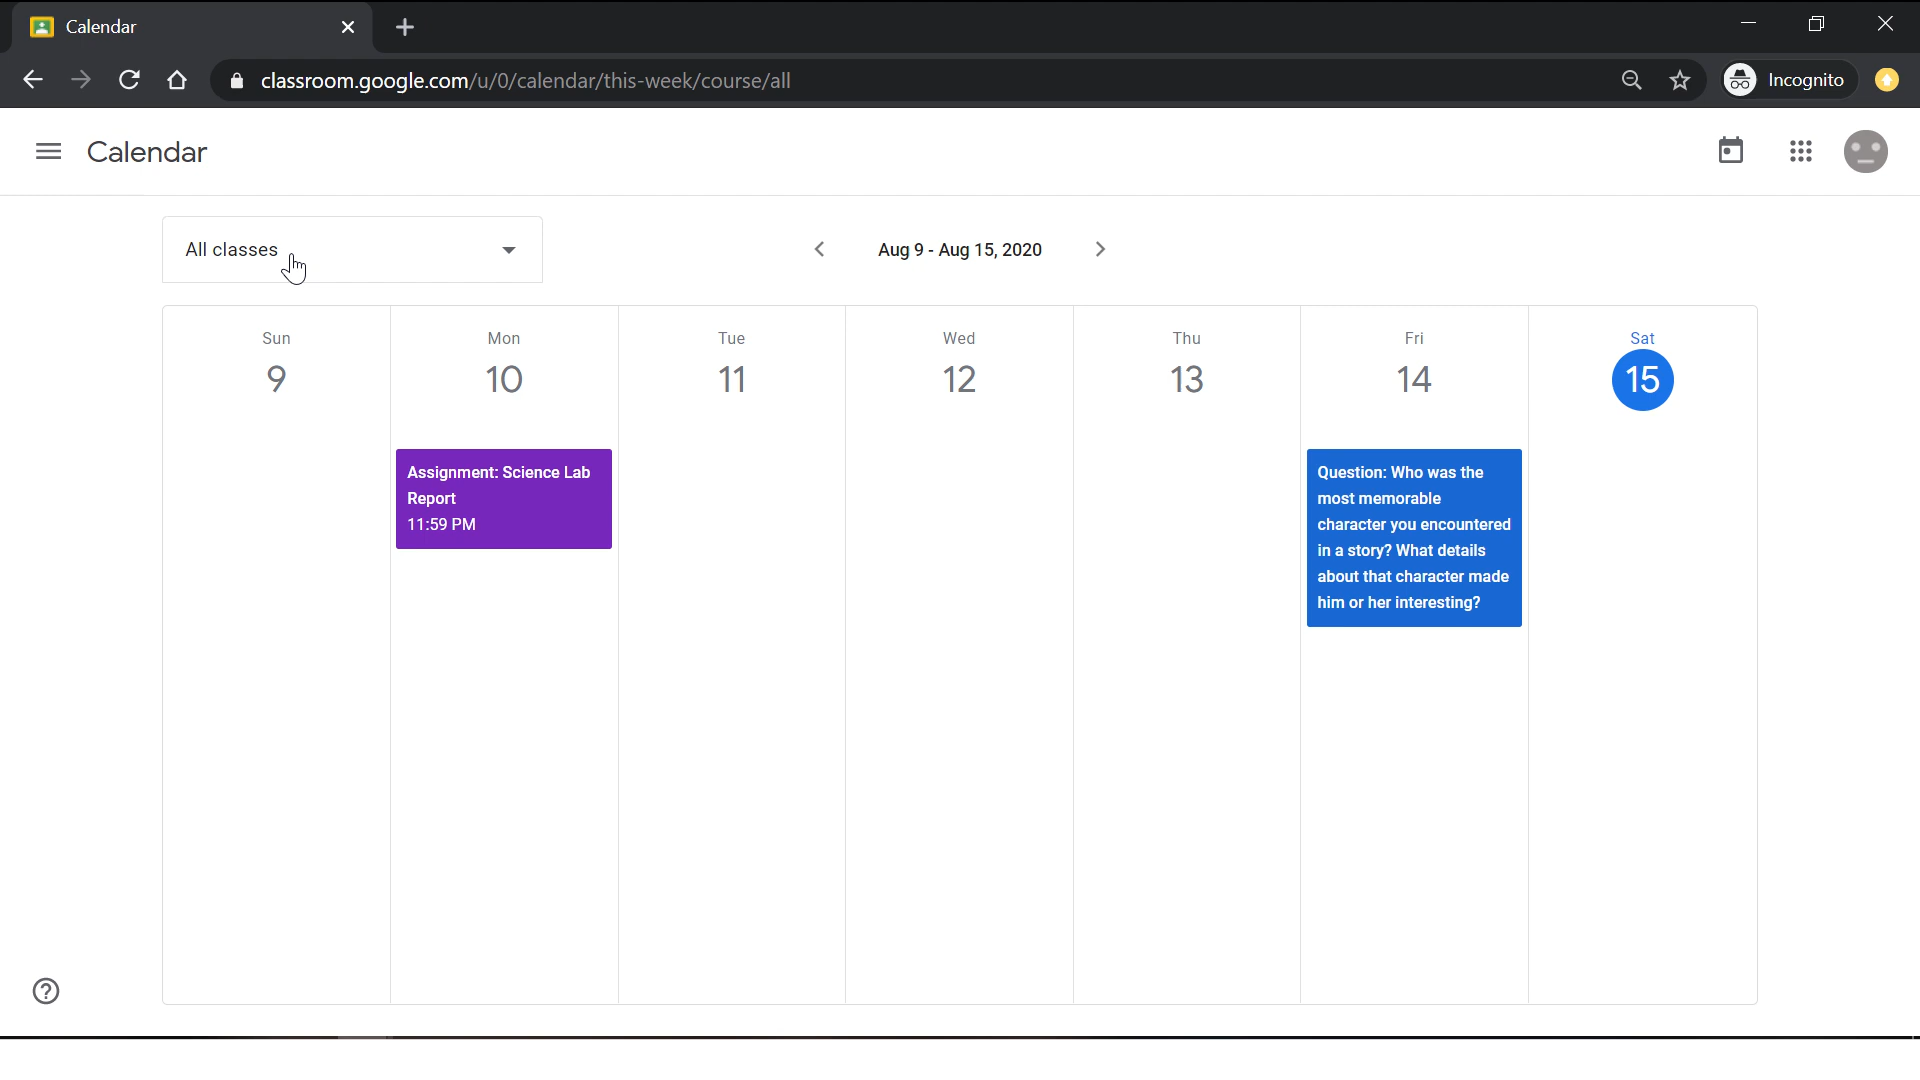 Calendar
classroom.google.com/u/0/calendar/this-week/course/all
Incognito
Calendar
All classes
Aug 9 - Aug 15, 2020
Sun
Mon
Tue
Wed
Thu
Fri
Sat
9
10
11
12
13
14
15
Assignment: Science Lab
Report
11:59 PM
Question: Who was the
most memorable
character you encountered
in a story? What details
about that character made
him or her interesting?